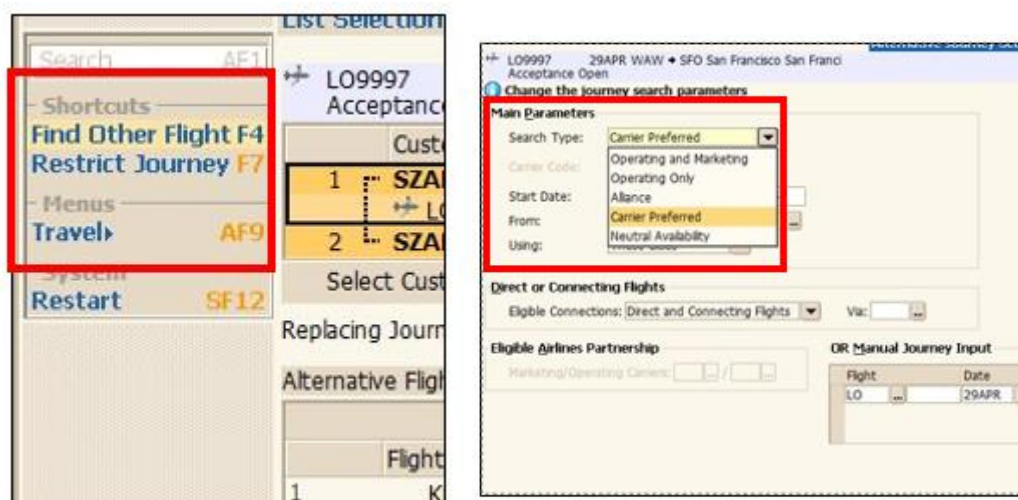 List Selection
Search AF1
Shortcuts
Find Other Flight F4
Restrict Journey F7
Menus
Travel AF9
System
Restart SF12
LO9997
Acceptance
Custo
1 SZA
LO
2 SZA
Select Cust
Replacing Journ
Alternative Fligh
Flight
1 K
LO9997 29APR WAW SFO San Francisco San Franci
Acceptance Open
Change the journey search parameters
Main Parameters
Search Type: Carrier Preferred
Operating and Marketing
Operating Only
Alliance
Carrier Preferred
Neutral Availability
Carrier Code:
Start Date:
From:
Using:
Direct or Connecting Flights
Eligible Connections: Direct and Connecting Flights Via:
Eligible Airlines Partnership
Marketing/Operating Carriers: /
OR Manual Journey Input
Flight Date
LO 29APR